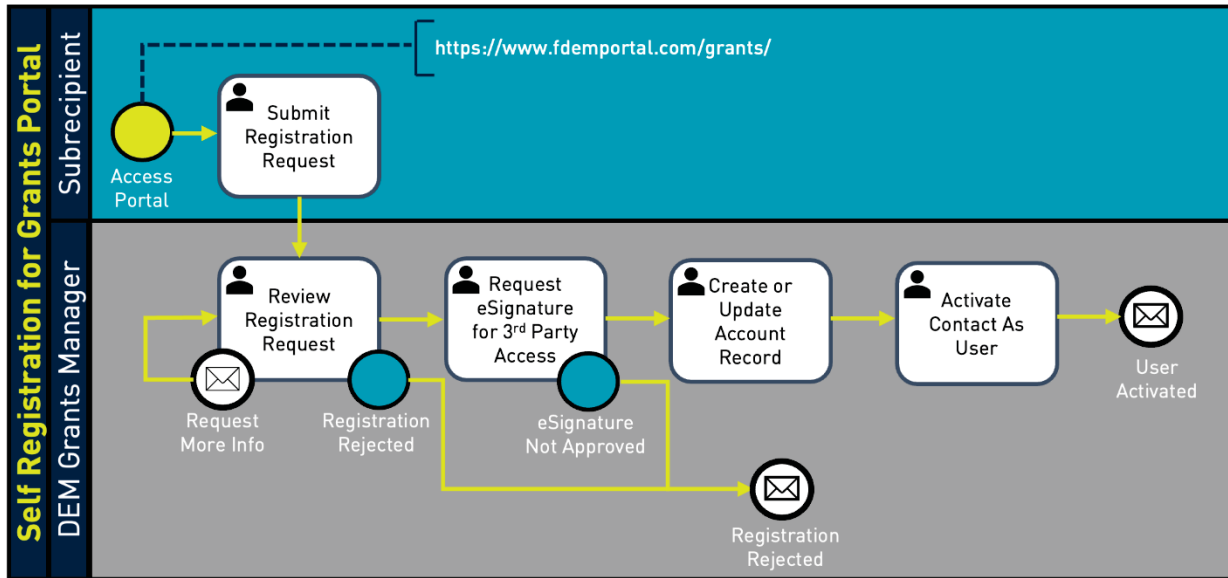 Self Registration for Grants Portal
Subrecipient
https://www.fdemportal.com/grants/
Submit
Registration
Request
Access
Portal
DEM Grants Manager
Review
Registration
Request
Request
eSignature
for 3rd Party
Access
Create or
Update
Account
Record
Activate
Contact As
User
Request
More Info
Registration
Rejected
eSignature
Not Approved
User
Activated
Registration
Rejected